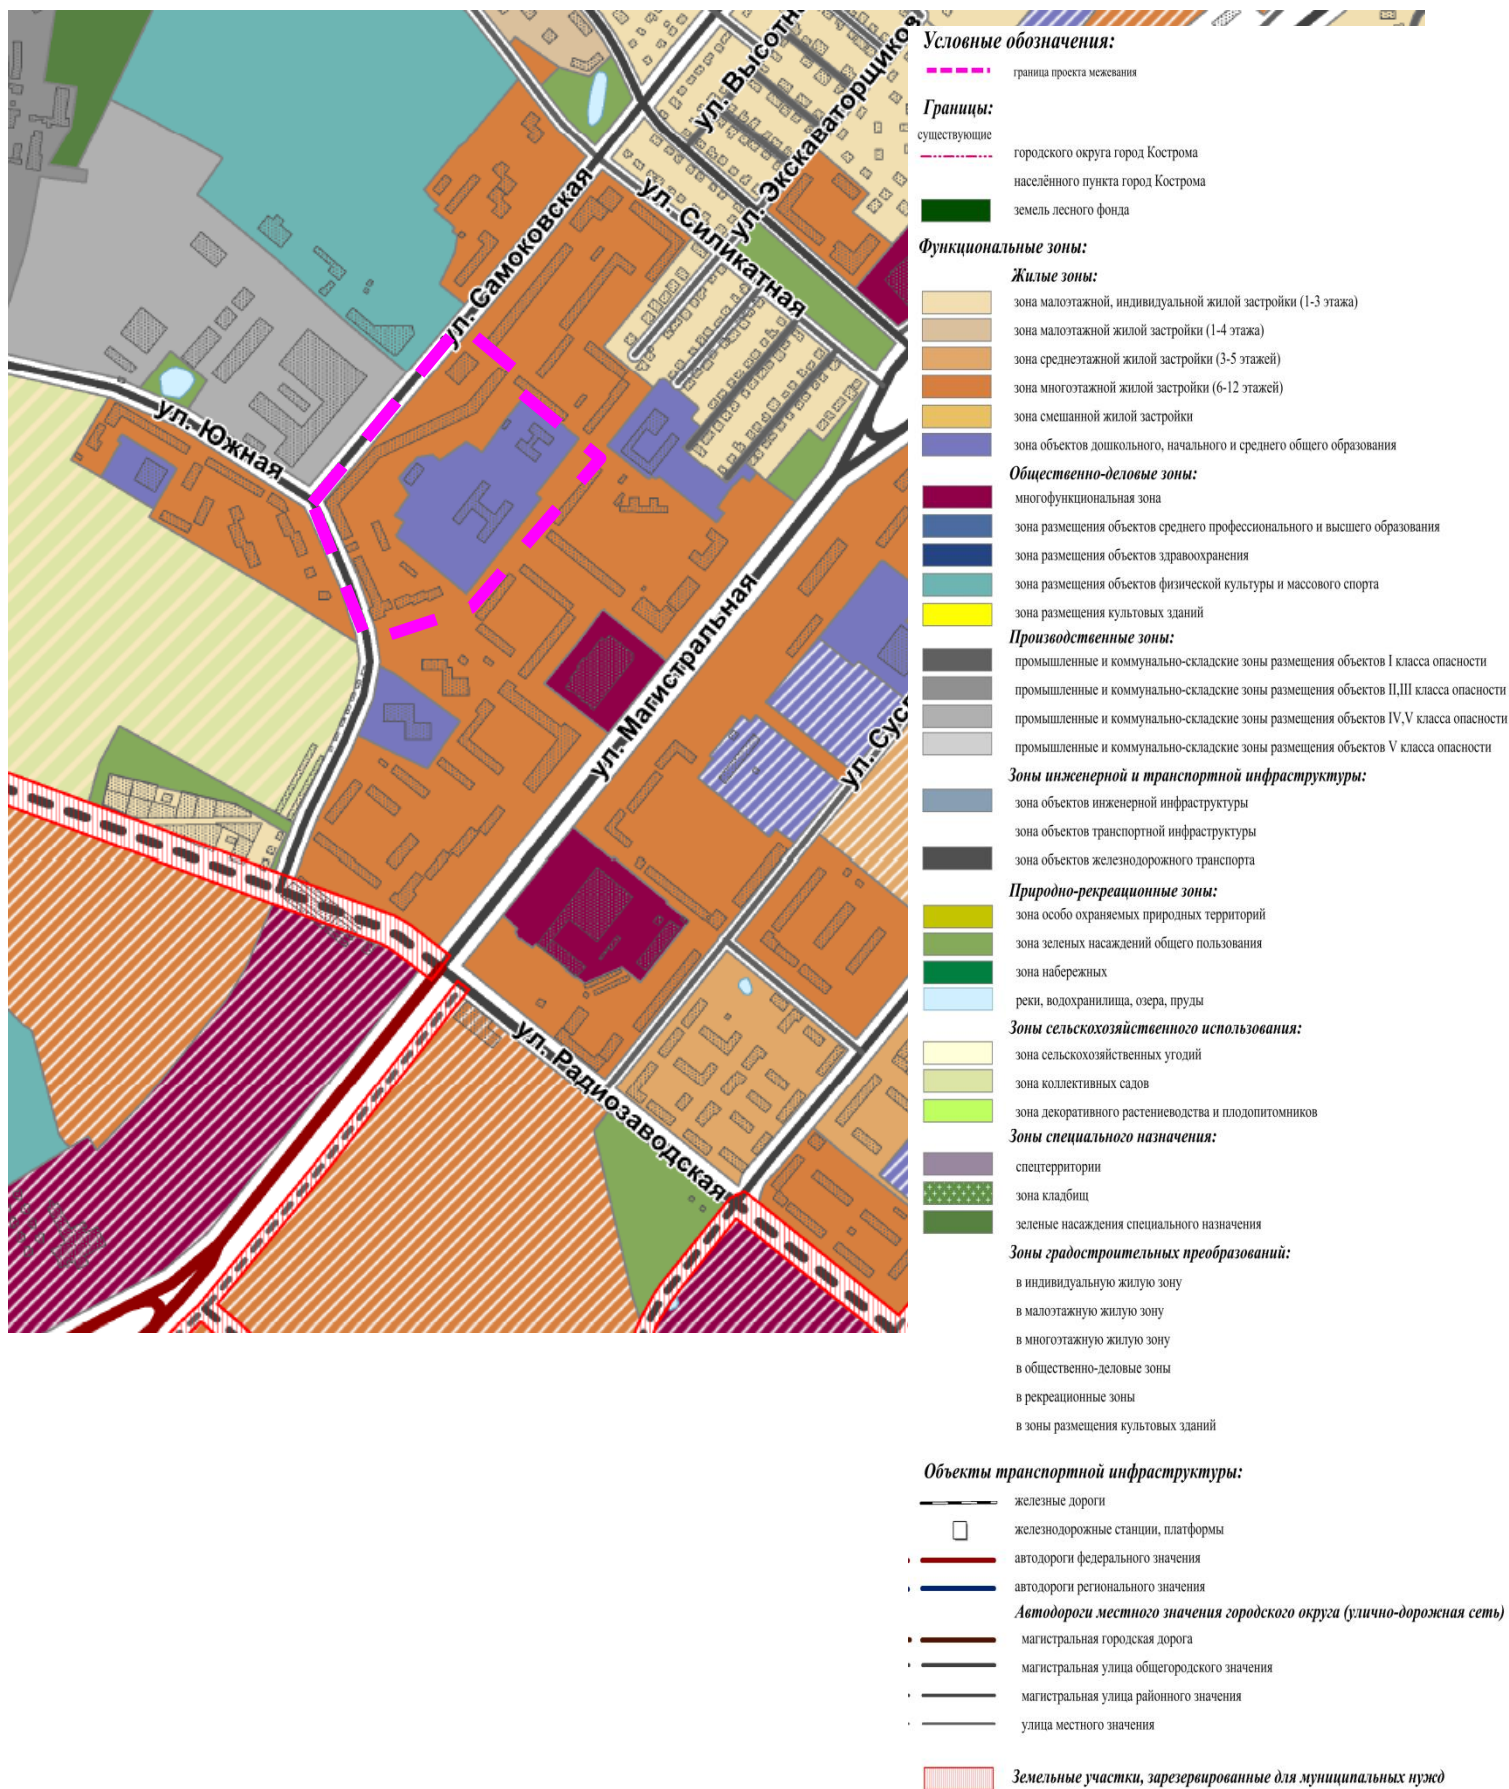 ул. Высотн
ул. Экскаваторщиков
ул. Силикатная
ул. Самоковская
ул. Южная
ул. Магистральная
ул. Сусл
ул. Радиозаводская
Условные обозначения:
граница проекта межевания
Границы:
существующие
городского округа город Кострома
населённого пункта город Кострома
земель лесного фонда
Функциональные зоны:
Жилые зоны:
зона малоэтажной, индивидуальной жилой застройки (1-3 этажа)
зона малоэтажной жилой застройки (1-4 этажа)
зона среднеэтажной жилой застройки (3-5 этажей)
зона многоэтажной жилой застройки (6-12 этажей)
зона смешанной жилой застройки
зона объектов дошкольного, начального и среднего общего образования
Общественно-деловые зоны:
многофункциональная зона
зона размещения объектов среднего профессионального и высшего образования
зона размещения объектов здравоохранения
зона размещения объектов физической культуры и массового спорта
зона размещения культовых зданий
Производственные зоны:
промышленные и коммунально-складские зоны размещения объектов I класса опасности
промышленные и коммунально-складские зоны размещения объектов II,III класса опасности
промышленные и коммунально-складские зоны размещения объектов IV,V класса опасности
промышленные и коммунально-складские зоны размещения объектов V класса опасности
Зоны инженерной и транспортной инфраструктуры:
зона объектов инженерной инфраструктуры
зона объектов транспортной инфраструктуры
зона объектов железнодорожного транспорта
Природно-рекреационные зоны:
зона особо охраняемых природных территорий
зона зеленых насаждений общего пользования
зона набережных
реки, водохранилища, озера, пруды
Зоны сельскохозяйственного использования:
зона сельскохозяйственных угодий
зона коллективных садов
зона декоративного растениеводства и плодопитомников
Зоны специального назначения:
спецтерритории
зона кладбищ
зеленые насаждения специального назначения
Зоны градостроительных преобразований:
в индивидуальную жилую зону
в малоэтажную жилую зону
в многоэтажную жилую зону
в общественно-деловые зоны
в рекреационные зоны
в зоны размещения культовых зданий
Объекты транспортной инфраструктуры:
железные дороги
железнодорожные станции, платформы
автодороги федерального значения
автодороги регионального значения
Автодороги местного значения городского округа (улично-дорожная сеть)
магистральная городская дорога
магистральная улица общегородского значения
магистральная улица районного значения
улица местного значения
Земельные участки, зарезервированные для муниципальных нужд